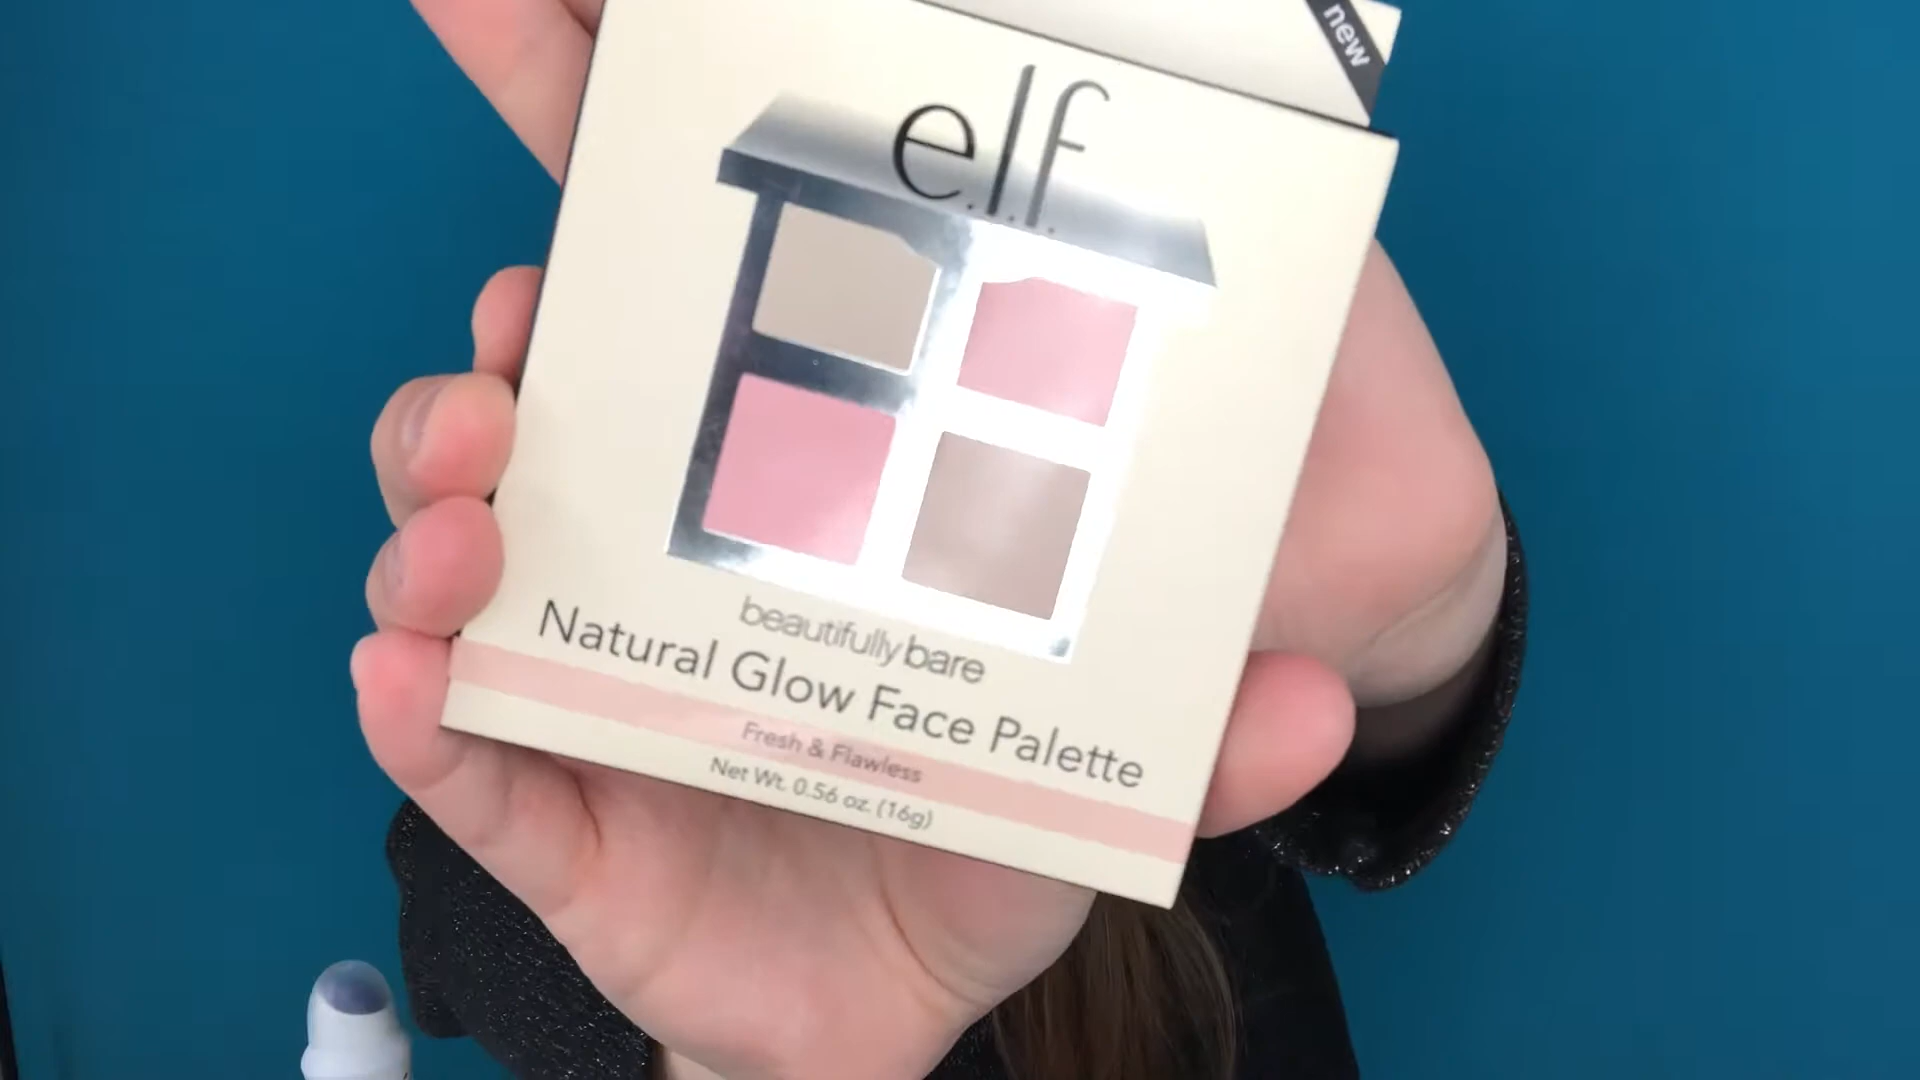 new
e.l.f.
beautifully bare
Natural Glow Face Palette
Fresh & Flawless
Net Wt. 0.56 oz. (16g)